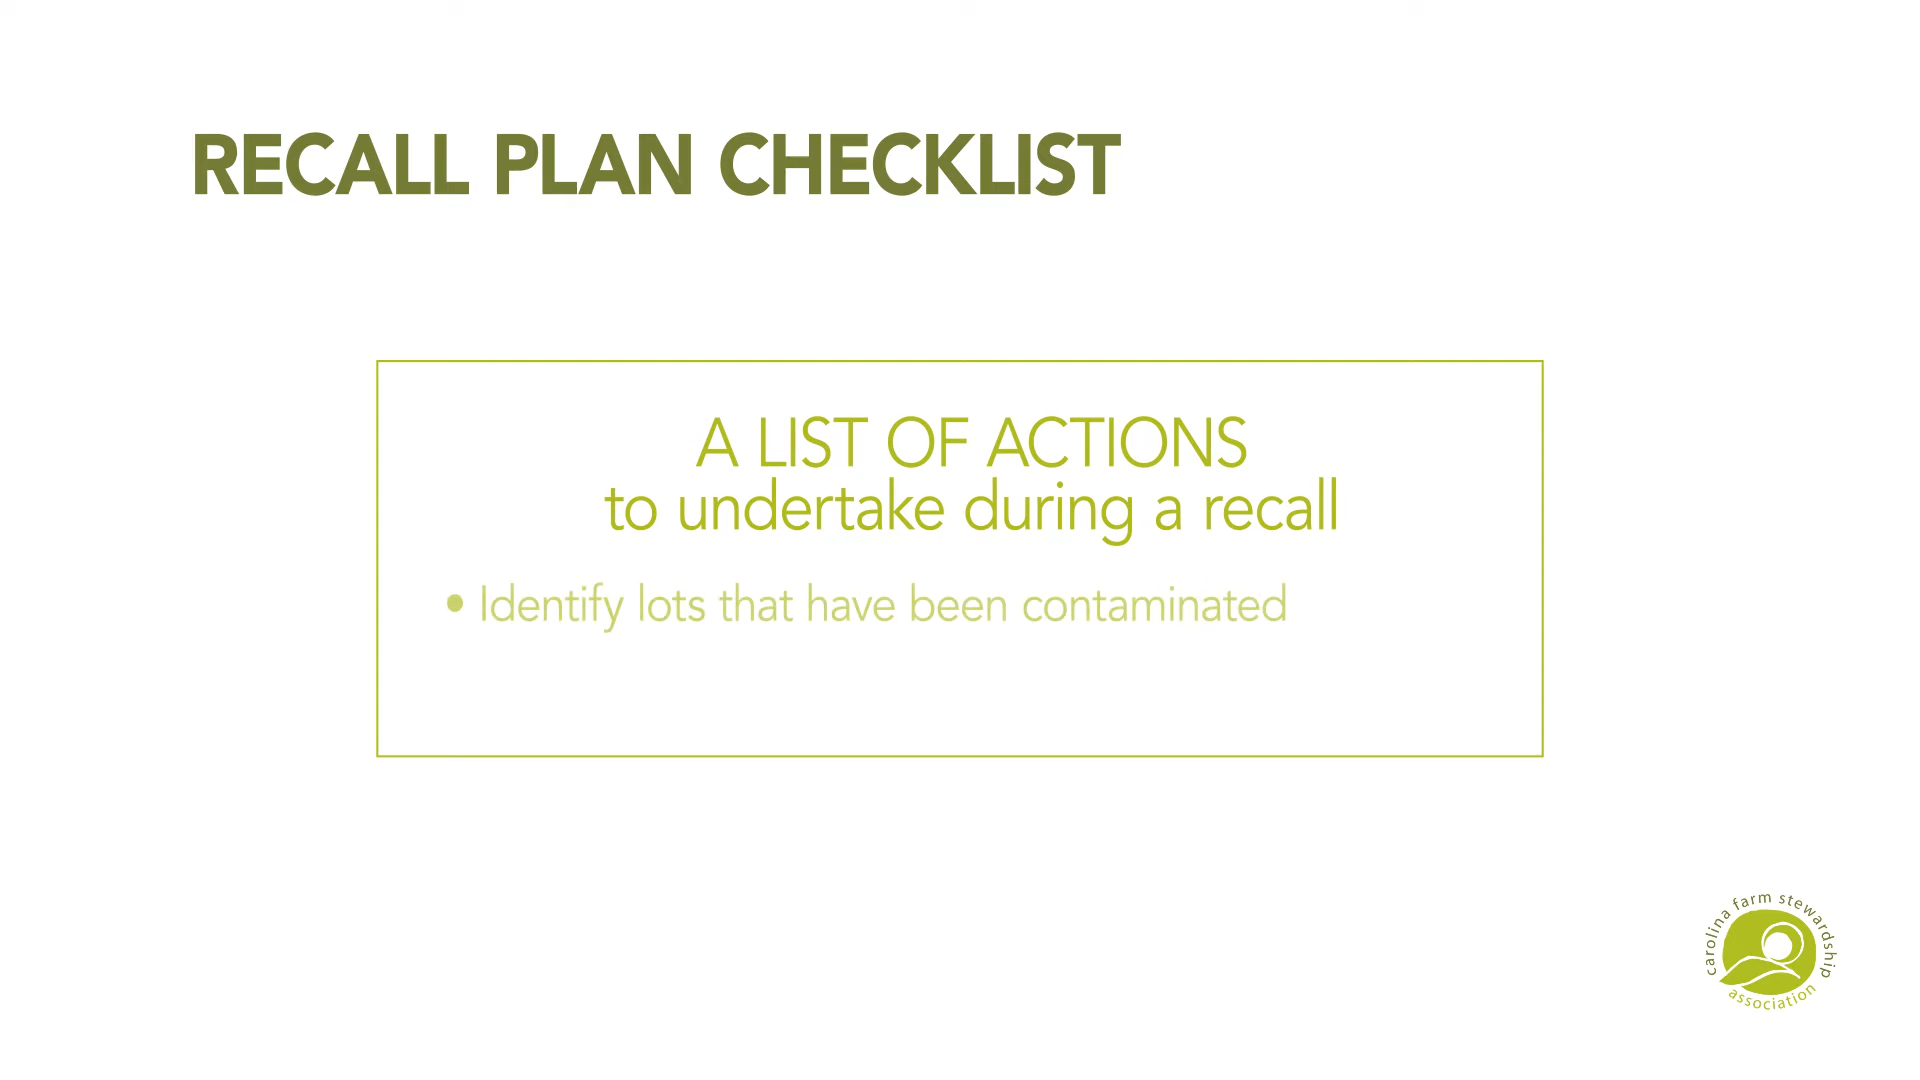 RECALL PLAN CHECKLIST
A LIST OF ACTIONS
to undertake during a recall
• Identify lots that have been contaminated
carolina farm stewardship
association